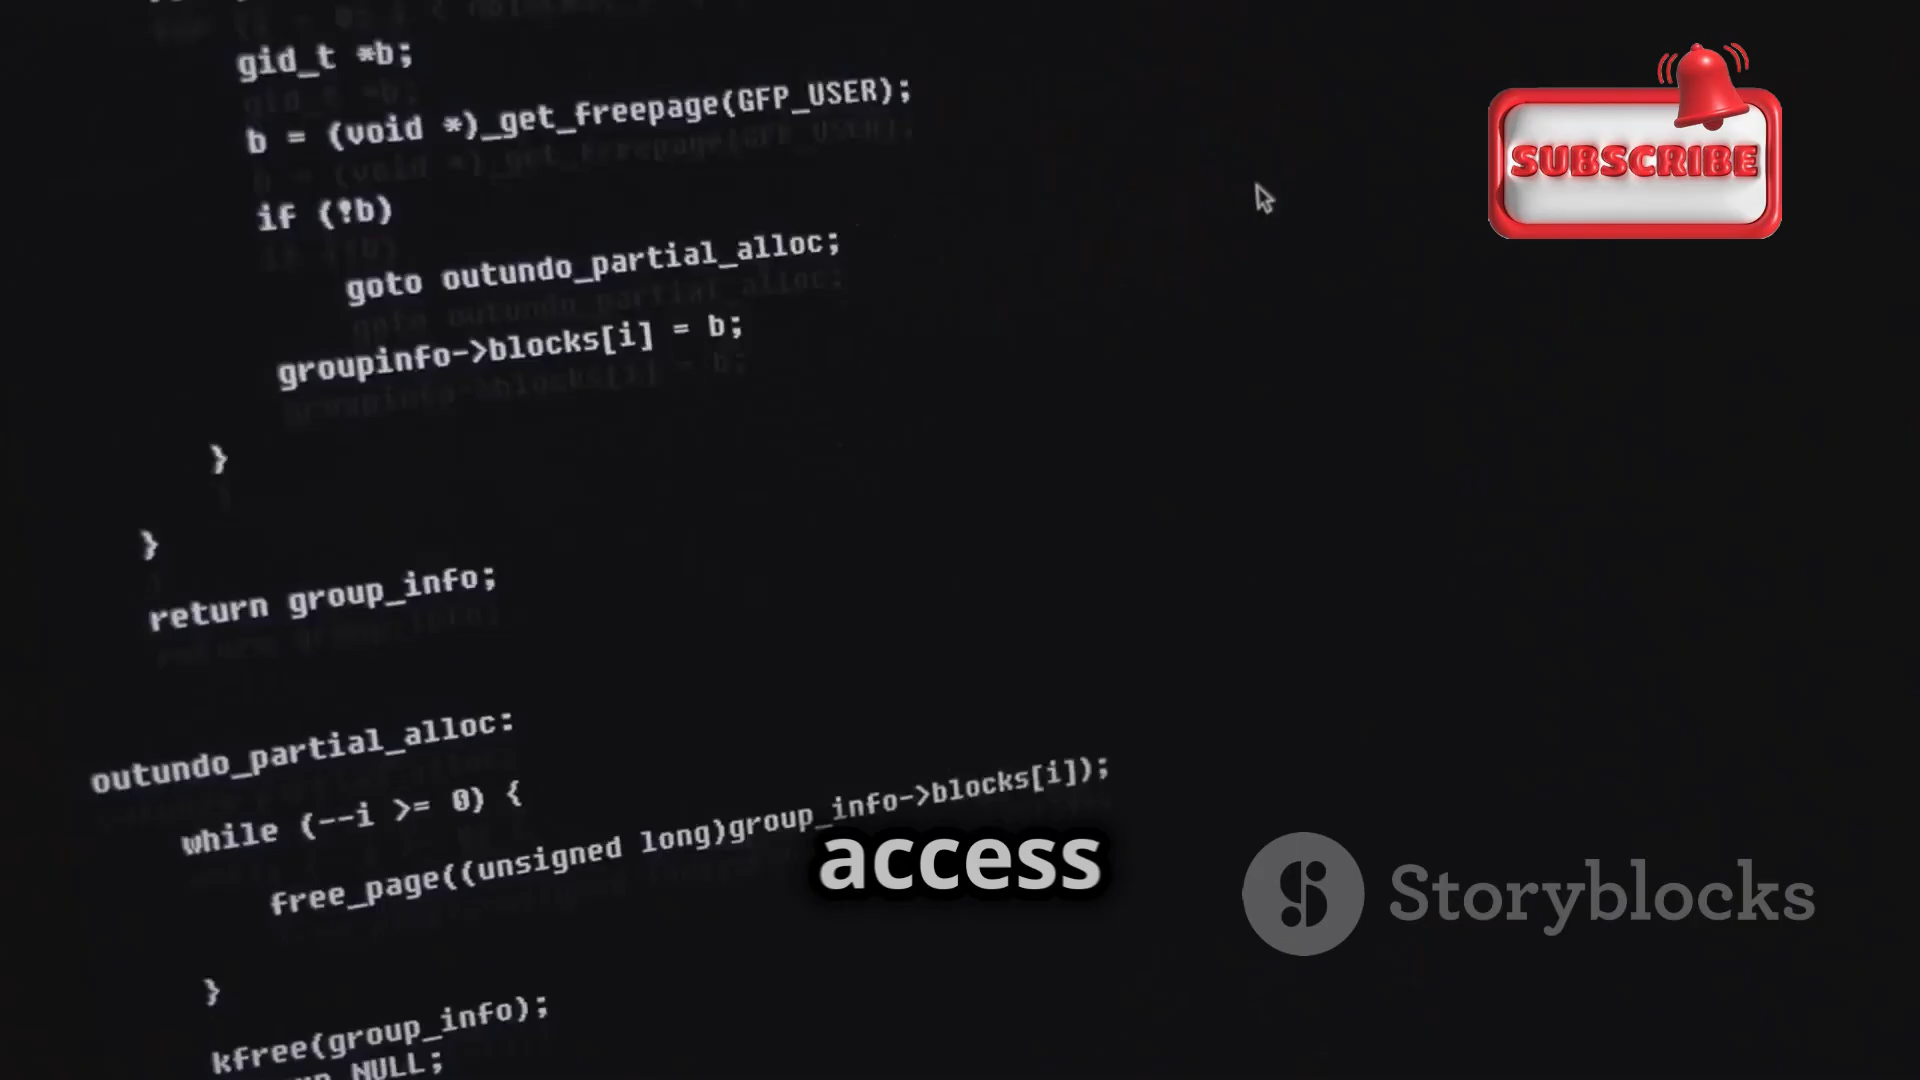 gid_t *b;
b = (void *)_get_freepage(GFP_USER);
if (!b)
goto outundo_partial_alloc;
groupinfo->blocks[i] = b;
}
}
return group_info;
outundo_partial_alloc:
while (--i >= 0) {
free_page((unsigned long)group_info->blocks[i]);
}
kfree(group_info);
NULL;
SUBSCRIBE
access
Storyblocks